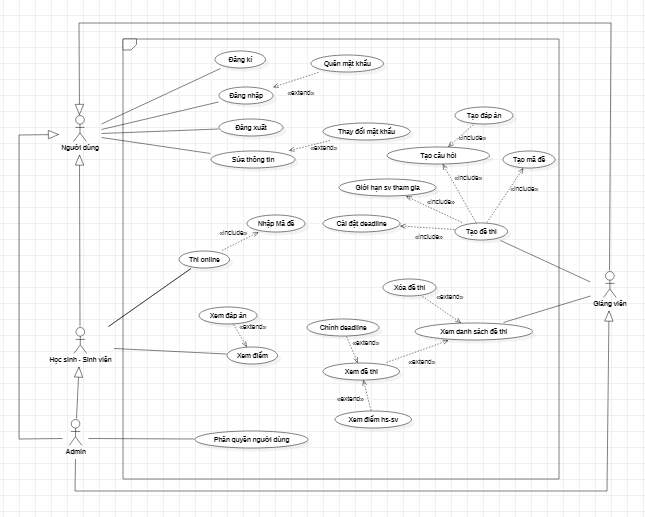 Đăng kí
Quên mật khẩu
Đăng nhập
«extend»
Tạo đáp án
Người dùng
Đăng xuất
Thay đổi mật khẩu
«include»
Sửa thông tin
«extend»
Tạo câu hỏi
Tạo mã đề
«include»
«include»
Giới hạn sv tham gia
«include»
Nhập Mã đề
Cài đặt deadline
«include»
«include»
Tạo đề thi
Thi online
Xóa đề thi
«extend»
Giảng viên
Xem đáp án
«extend»
Chỉnh deadline
Xem danh sách đề thi
«extend»
Học sinh - Sinh viên
Xem điểm
«extend»
Xem đề thi
«extend»
Xem điểm hs-sv
Phân quyền người dùng
Admin